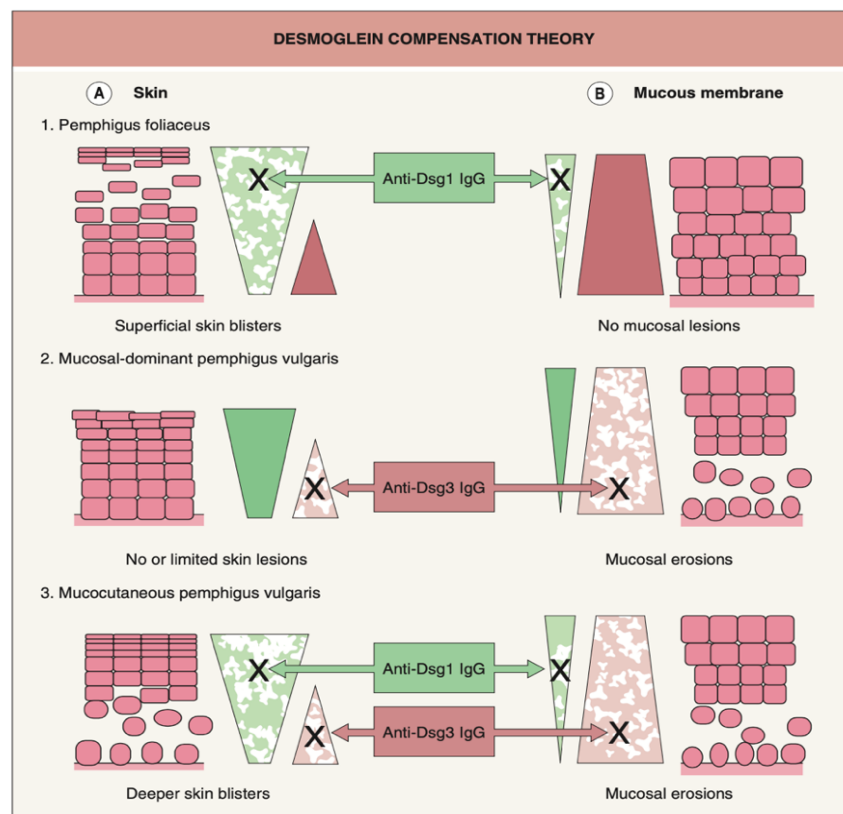 DESMOGLEIN COMPENSATION THEORY
A Skin
B Mucous membrane
1. Pemphigus foliaceus
X
Anti-Dsg1 IgG
X
Superficial skin blisters
No mucosal lesions
2. Mucosal-dominant pemphigus vulgaris
X
Anti-Dsg3 IgG
X
No or limited skin lesions
Mucosal erosions
3. Mucocutaneous pemphigus vulgaris
X
Anti-Dsg1 IgG
X
X
Anti-Dsg3 IgG
X
Deeper skin blisters
Mucosal erosions